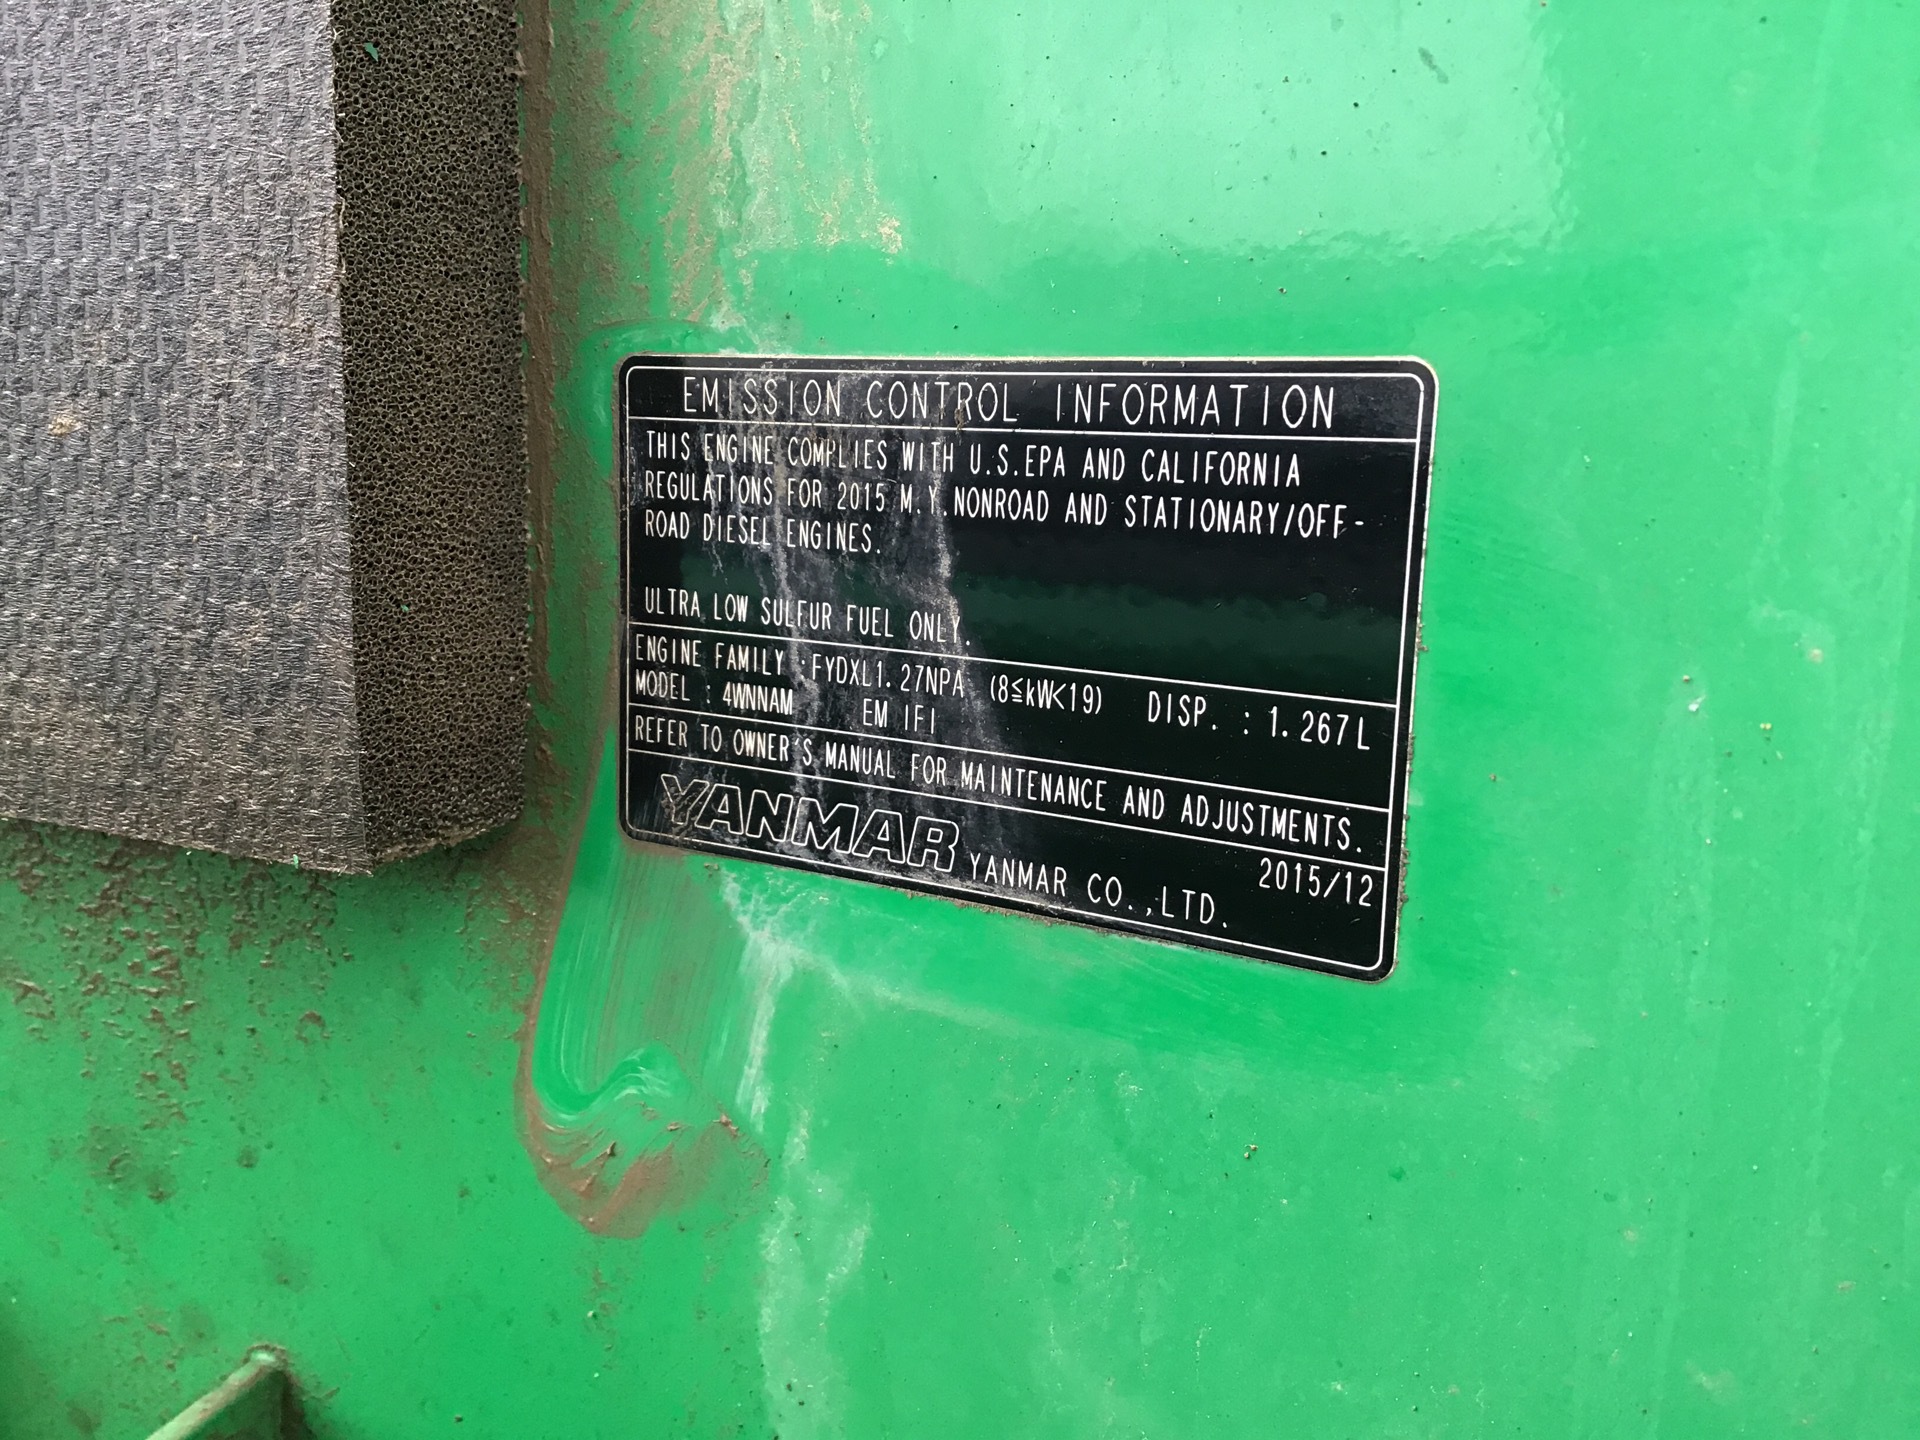 EMISSION CONTROL INFORMATION
THIS ENGINE COMPLIES WITH U.S.EPA AND CALIFORNIA
REGULATIONS FOR 2015 M.Y.NONROAD AND STATIONARY/OFF-
ROAD DIESEL ENGINES.
ULTRA LOW SULFUR FUEL ONLY.
ENGINE FAMILY :FYDXL1.27NPA (8≦kW<19) DISP. : 1.267L
MODEL : 4WNNAM EM IFI
REFER TO OWNER'S MANUAL FOR MAINTENANCE AND ADJUSTMENTS.
YANMAR YANMAR CO.,LTD. 2015/12